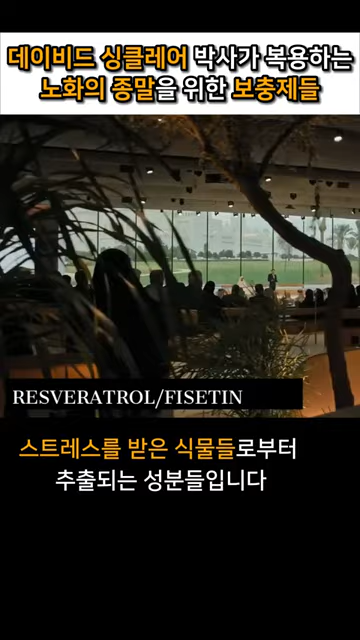 데이비드 싱클레어 박사가 복용하는
노화의 종말을 위한 보충제들
RESVERATROL/FISETIN
스트레스를 받은 식물들로부터
추출되는 성분들입니다